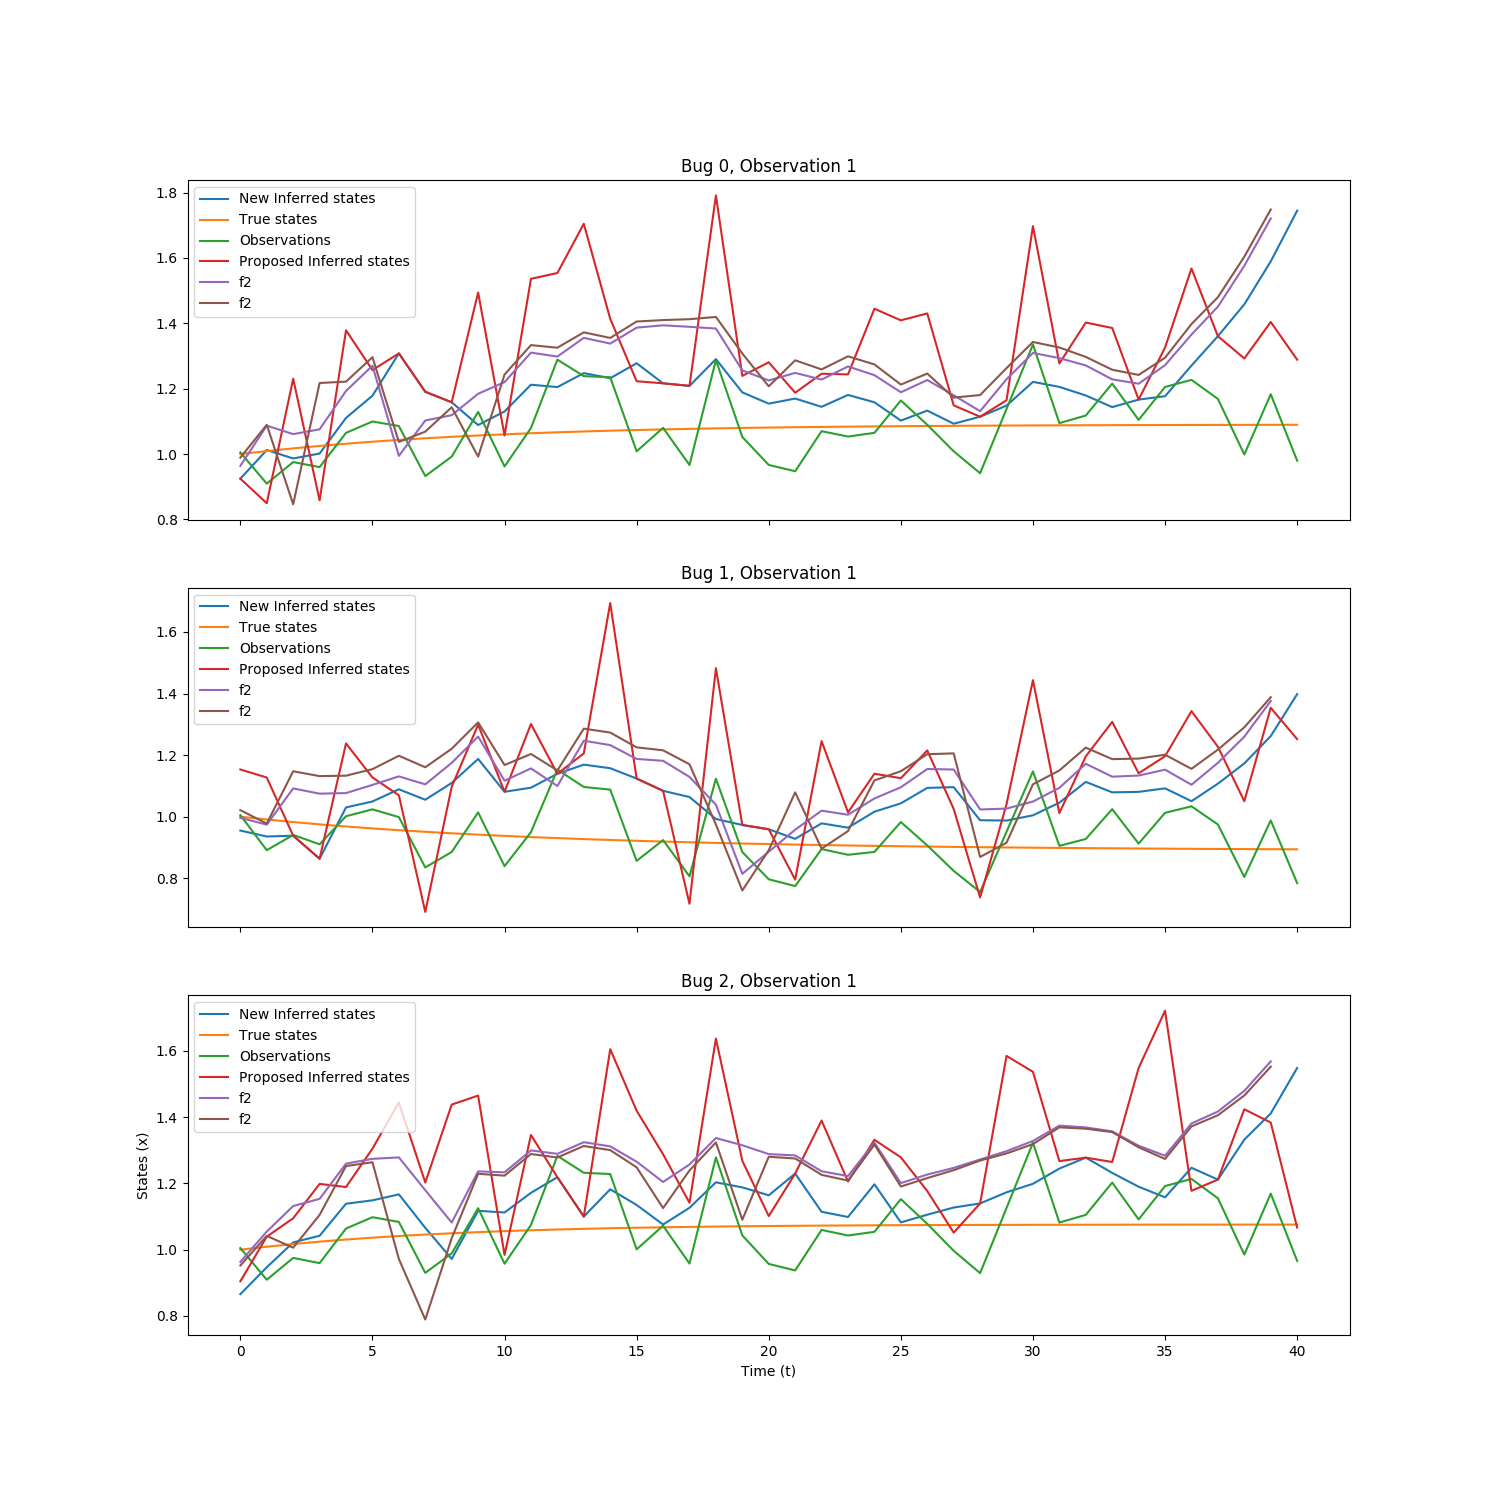 Bug 0, Observation 1
1.8
1.6
1.4
1.2
1.0
0.8
New Inferred states
True states
Observations
Proposed Inferred states
f2
f2
Bug 1, Observation 1
1.6
1.4
1.2
1.0
0.8
New Inferred states
True states
Observations
Proposed Inferred states
f2
f2
Bug 2, Observation 1
States (x)
1.6
1.4
1.2
1.0
0.8
New Inferred states
True states
Observations
Proposed Inferred states
f2
f2
0 5 10 15 20 25 30 35 40
Time (t)